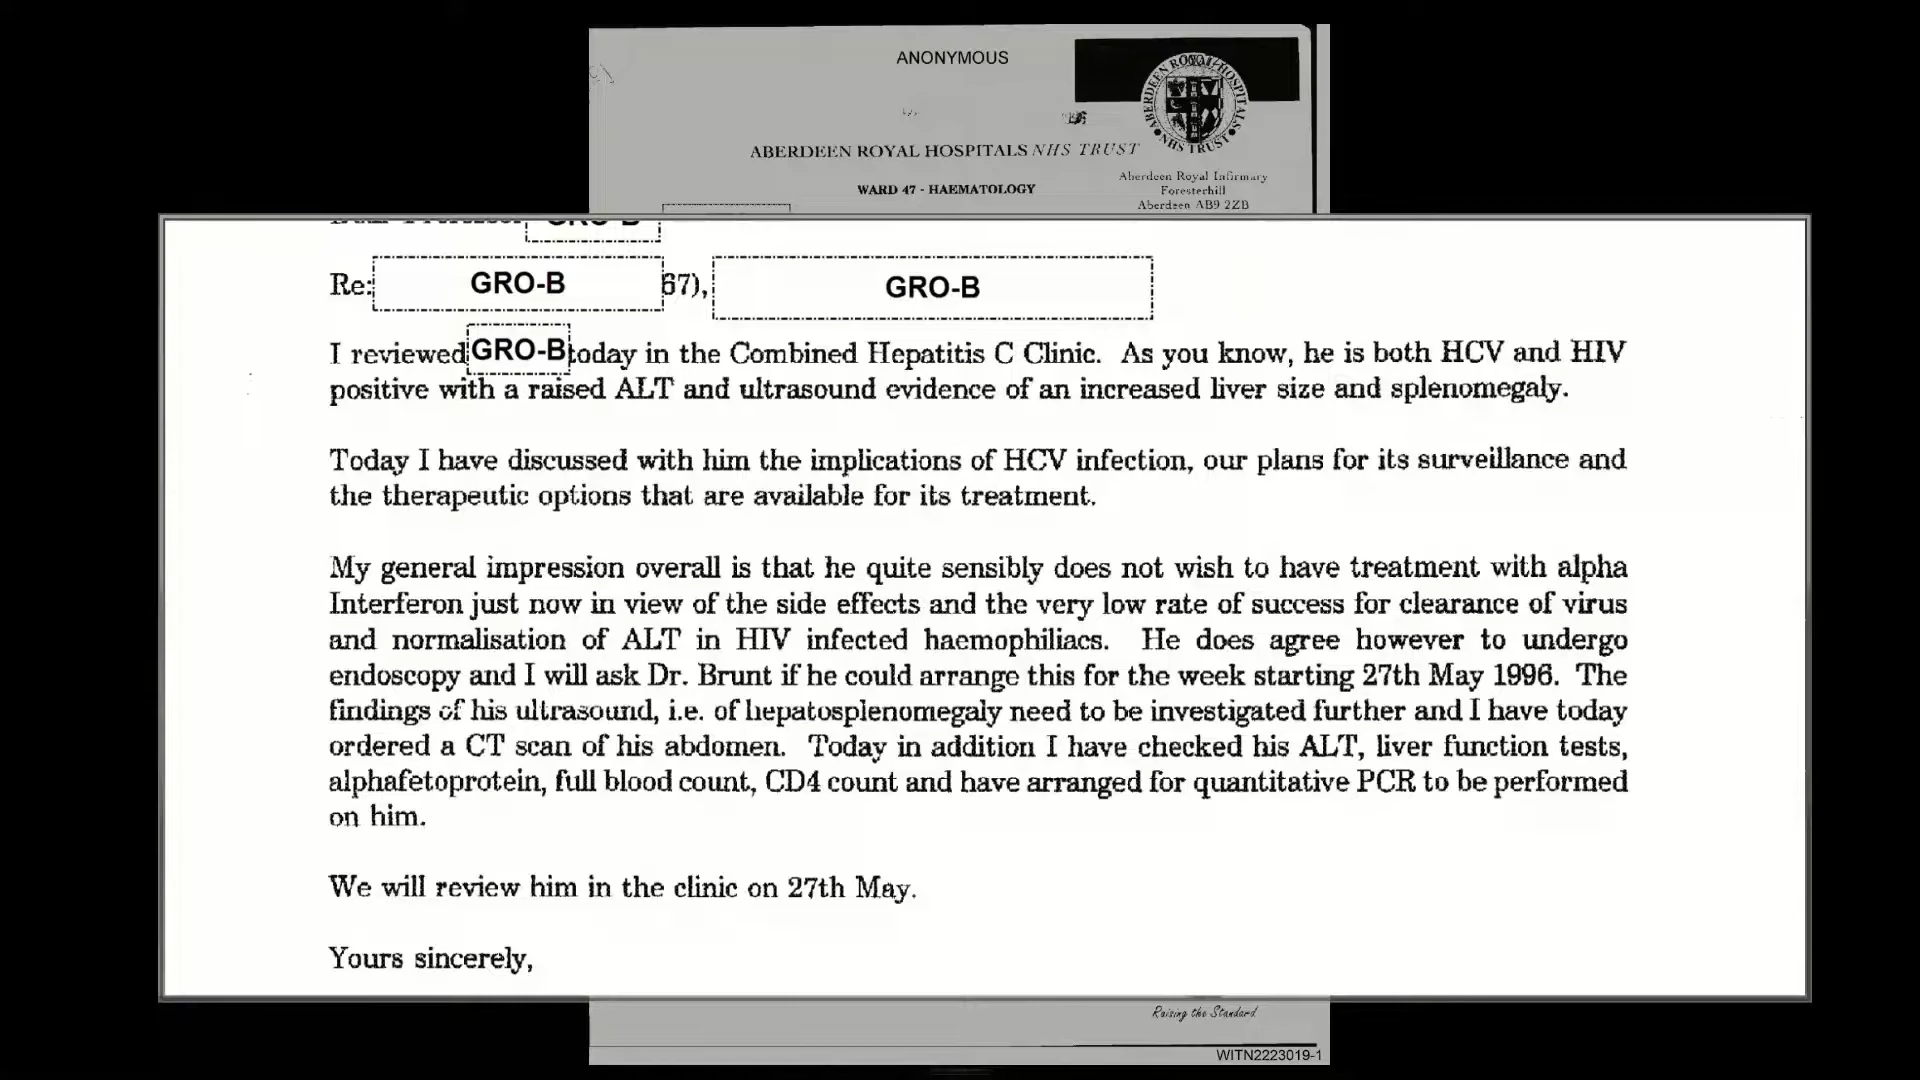 ANONYMOUS
ABERDEEN ROYAL HOSPITALS NHS TRUST
ABERDEEN ROYAL HOSPITALS
NHS TRUST
WARD 47 - HAEMATOLOGY
Aberdeen Royal Infirmary
Foresterhill
Aberdeen AB9 2ZB
GRO-B
Re: GRO-B 67), GRO-B
I reviewed GRO-B today in the Combined Hepatitis C Clinic. As you know, he is both HCV and HIV
positive with a raised ALT and ultrasound evidence of an increased liver size and splenomegaly.
Today I have discussed with him the implications of HCV infection, our plans for its surveillance and
the therapeutic options that are available for its treatment.
My general impression overall is that he quite sensibly does not wish to have treatment with alpha
Interferon just now in view of the side effects and the very low rate of success for clearance of virus
and normalisation of ALT in HIV infected haemophiliacs. He does agree however to undergo
endoscopy and I will ask Dr. Brunt if he could arrange this for the week starting 27th May 1996. The
findings of his ultrasound, i.e. of hepatosplenomegaly need to be investigated further and I have today
ordered a CT scan of his abdomen. Today in addition I have checked his ALT, liver function tests,
alphafetoprotein, full blood count, CD4 count and have arranged for quantitative PCR to be performed
on him.
We will review him in the clinic on 27th May.
Yours sincerely,
Raising the Standard
WITN2223019-1